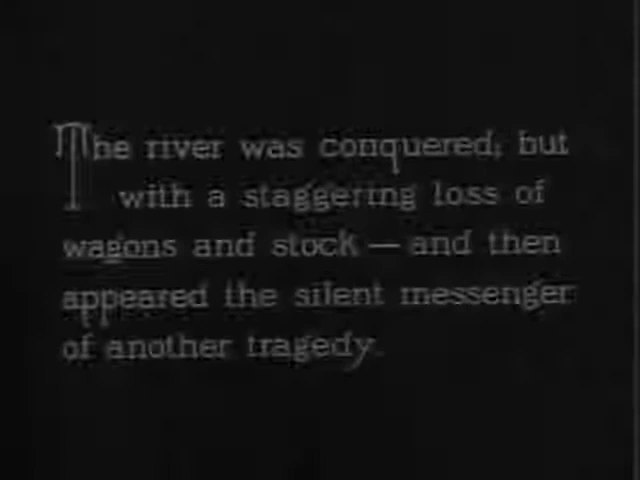 The river was conquered, but
with a staggering loss of
wagons and stock — and then
appeared the silent messenger
of another tragedy.